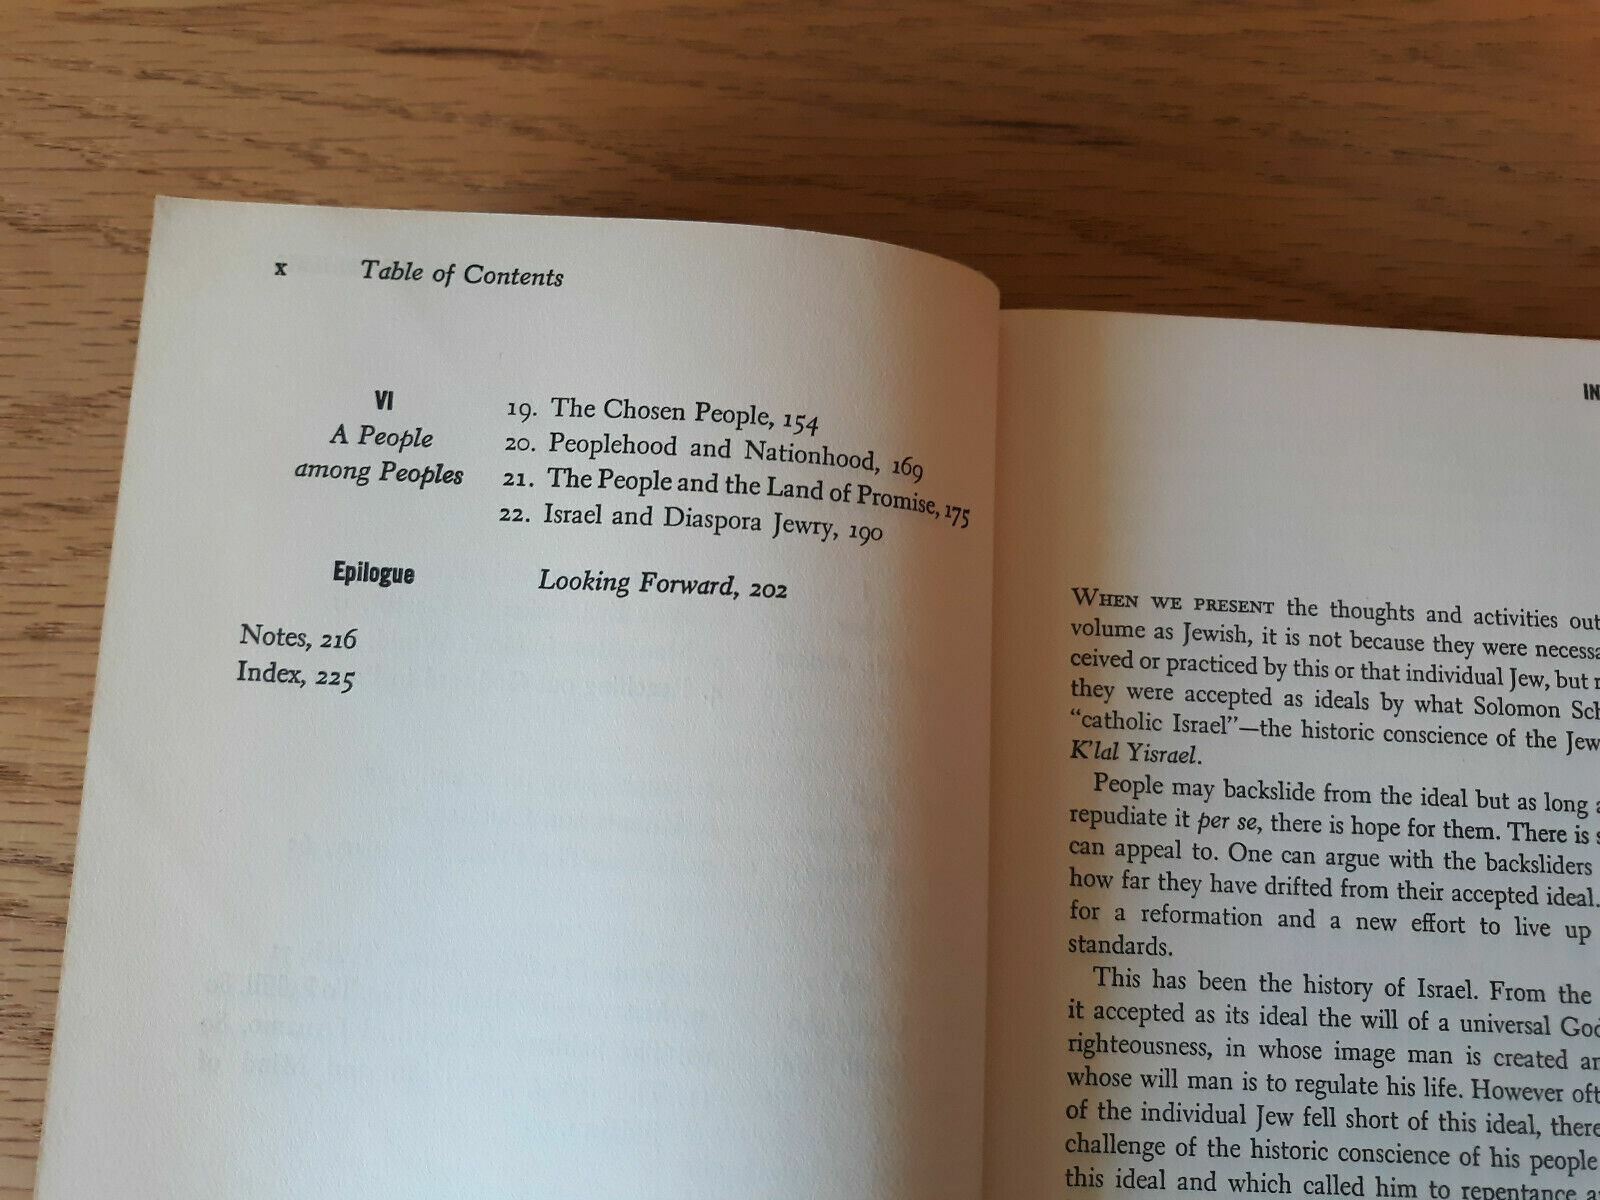 x Table of Contents
VI
A People
among Peoples
19. The Chosen People, 154
20. Peoplehood and Nationhood, 169
21. The People and the Land of Promise, 175
22. Israel and Diaspora Jewry, 190
Epilogue Looking Forward, 202
Notes, 216
Index, 225
IN
WHEN WE PRESENT the thoughts and activities out
volume as Jewish, it is not because they were necessa
ceived or practiced by this or that individual Jew, but
they were accepted as ideals by what Solomon Sch
"catholic Israel"—the historic conscience of the Jew
K'lal Yisrael.
People may backslide from the ideal but as long a
repudiate it per se, there is hope for them. There is s
can appeal to. One can argue with the backsliders
how far they have drifted from their accepted ideal.
for a reformation and a new effort to live up
standards.
This has been the history of Israel. From the
it accepted as its ideal the will of a universal God
righteousness, in whose image man is created an
whose will man is to regulate his life. However oft
of the individual Jew fell short of this ideal, there
challenge of the historic conscience of his people
this ideal and which called him to repentance a